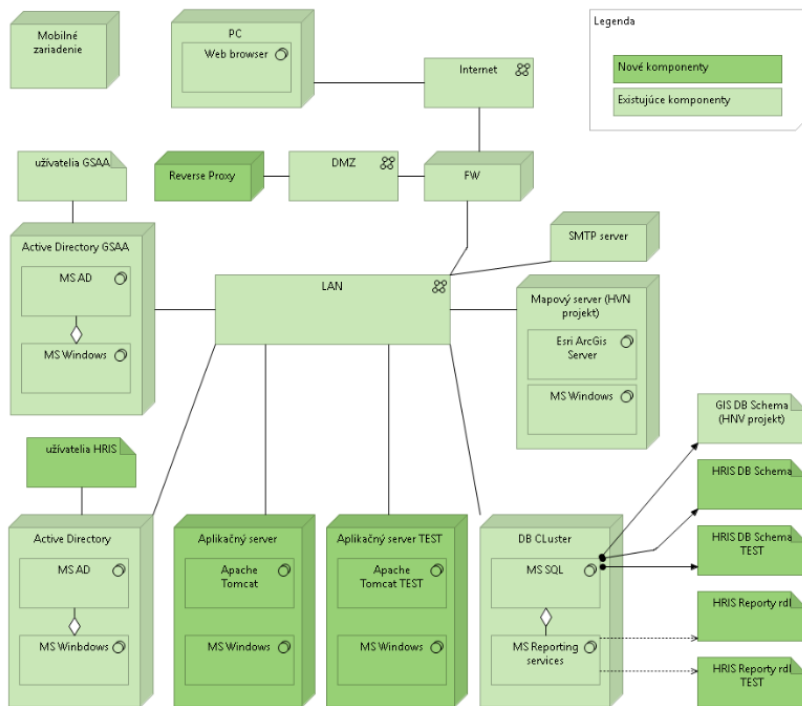 Mobilné
zariadenie
PC
Web browser
Internet
Legenda
Nové komponenty
Existujúce komponenty
užívatelia GSAA
Reverse Proxy
DMZ
FW
Active Directory GSAA
MS AD
MS Windows
LAN
SMTP server
Mapový server (HVN
projekt)
Esri ArcGis
Server
MS Windows
GIS DB Schema
(HNV projekt)
užívatelia HRIS
HRIS DB Schema
Active Directory
MS AD
MS Winbdows
Aplikačný server
Apache
Tomcat
MS Windows
Aplikačný server TEST
Apache
Tomcat TEST
MS Windows
DB CLuster
MS SQL
MS Reporting
services
HRIS DB Schema
TEST
HRIS Reporty rdl
HRIS Reporty rdl
TEST